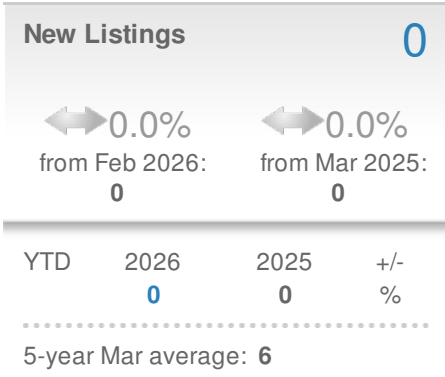 New Listings 0
0.0% 0.0%
from Feb 2026: from Mar 2025:
0 0
YTD 2026 2025 +/-
0 0 %
5-year Mar average: 6